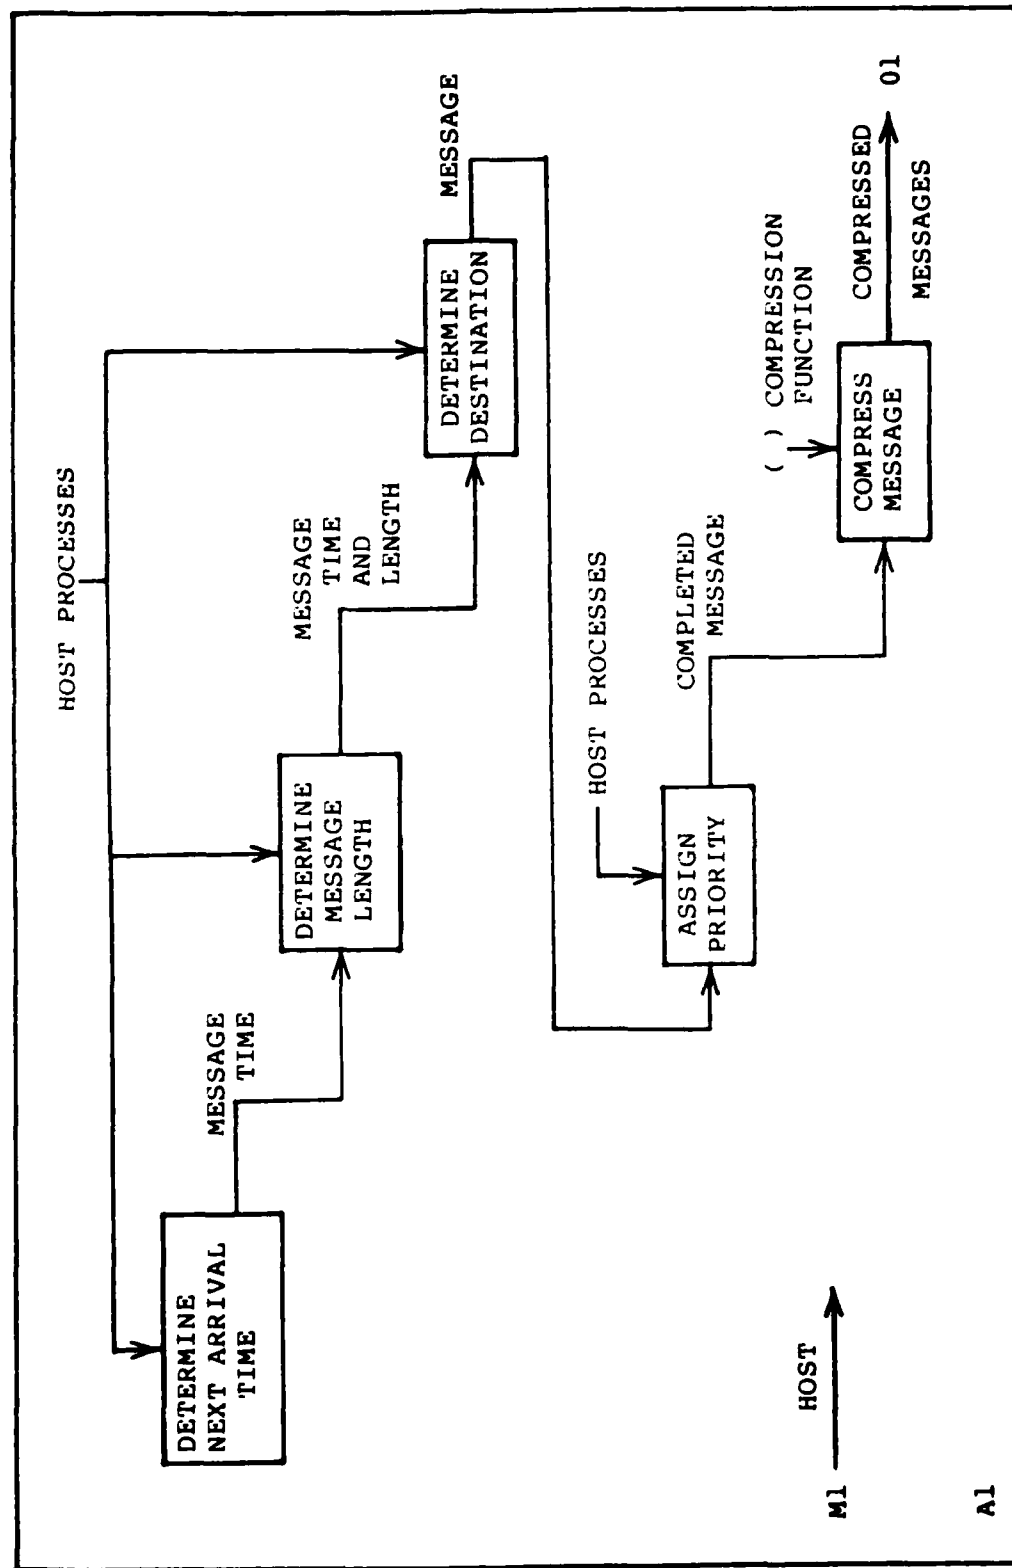 HOST PROCESSES
DETERMINE
NEXT ARRIVAL
TIME
MESSAGE
TIME
DETERMINE
MESSAGE
LENGTH
MESSAGE
TIME
AND
LENGTH
DETERMINE
DESTINATION
MESSAGE
HOST PROCESSES
ASSIGN
PRIORITY
COMPLETED
MESSAGE
( ) COMPRESSION
FUNCTION
COMPRESS
MESSAGE
COMPRESSED
MESSAGES
O1
HOST
M1
A1